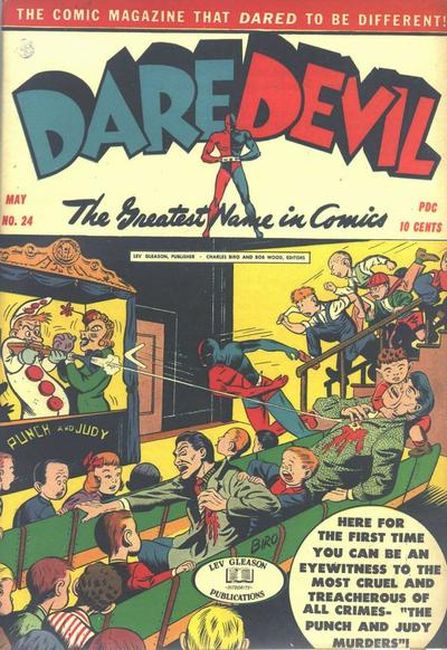 THE COMIC MAGAZINE THAT DARED TO BE DIFFERENT!
DAREDEVIL
MAY
NO. 24
The Greatest Name in Comics
PDC
10 CENTS
LEV GLEASON, PUBLISHER - CHARLES BIRO AND BOB WOOD, EDITORS
PUNCH AND JUDY
BIRO
LEV GLEASON
PUBLICATIONS
HERE FOR
THE FIRST TIME
YOU CAN BE AN
EYEWITNESS TO THE
MOST CRUEL AND
TREACHEROUS OF
ALL CRIMES- "THE
PUNCH AND JUDY
MURDERS"!